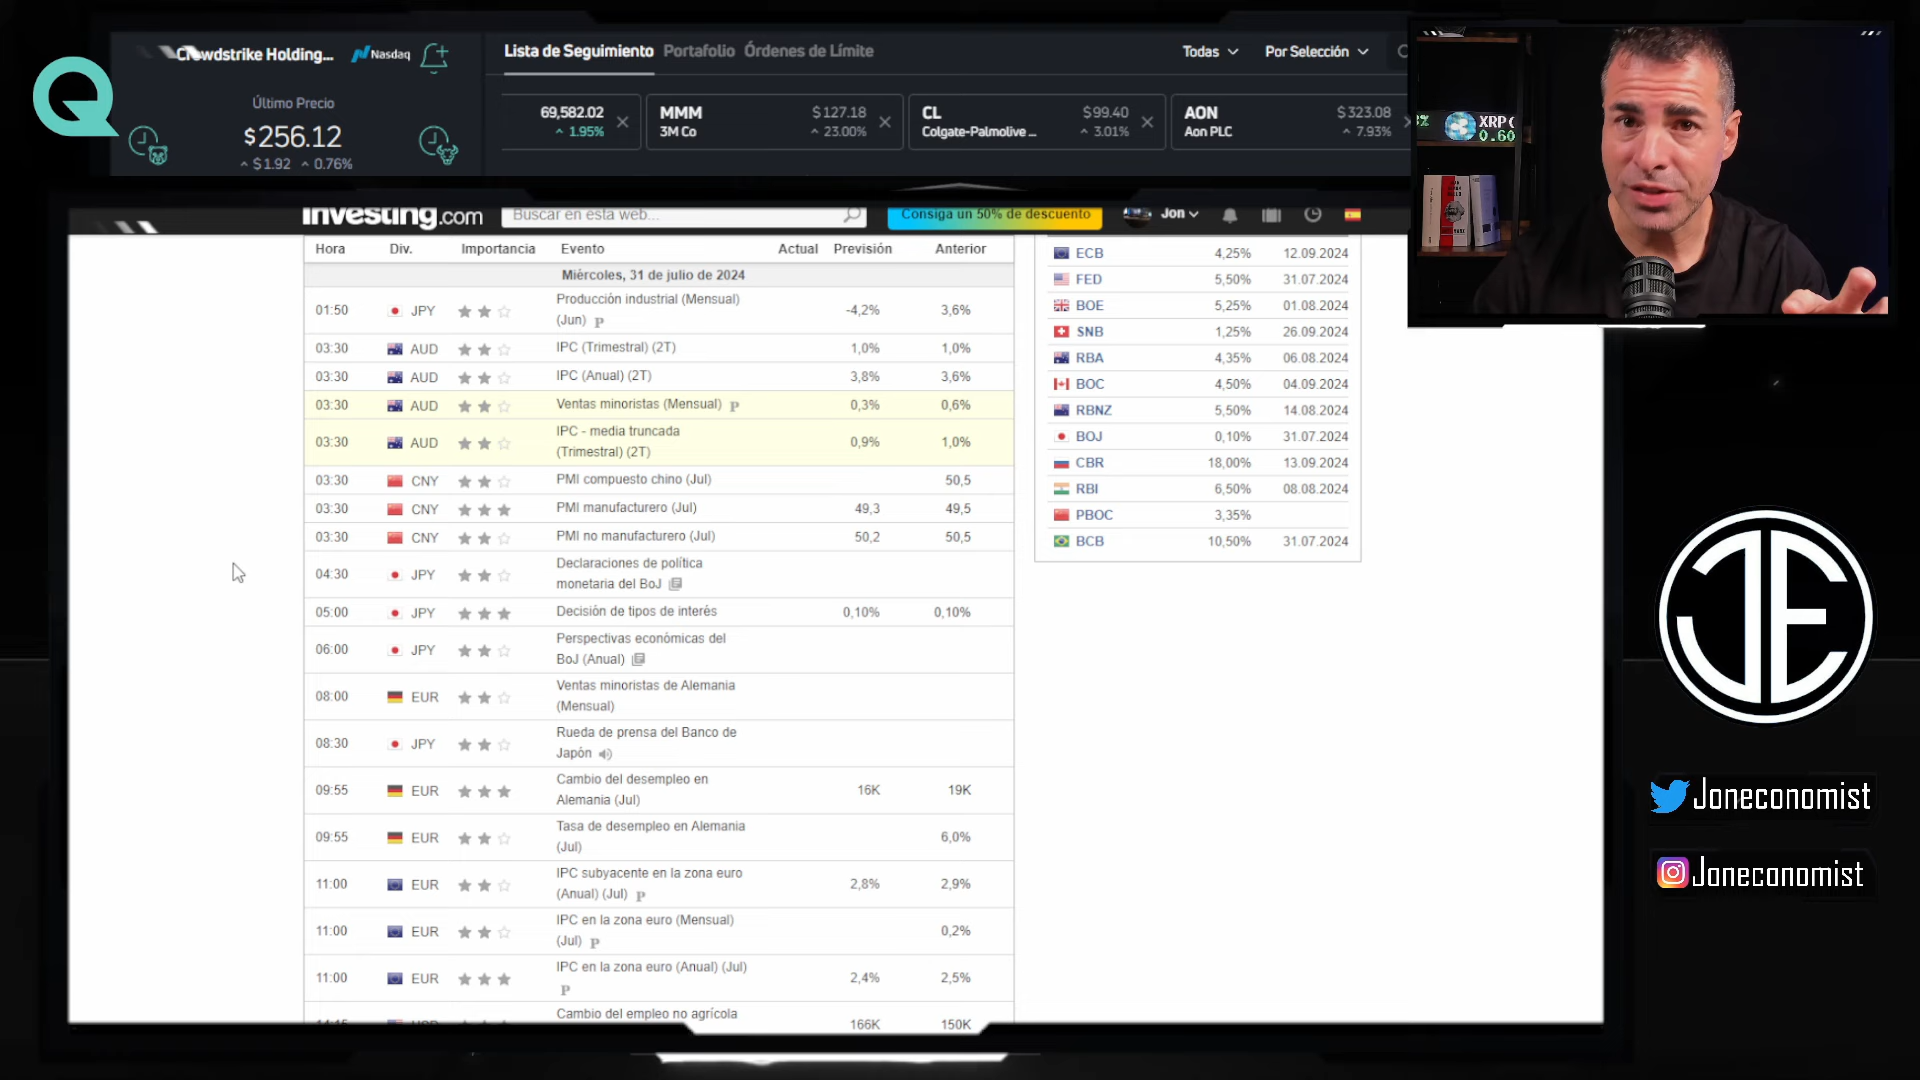 Crowdstrike Holding...
Nasdaq
Último Precio
$256.12
$1.92 0.76%
Lista de Seguimiento Portafolio Órdenes de Límite
Todas Por Selección
69,582.02
1.95%
MMM $127.18
3M Co 23.00%
CL $99.40
Colgate-Palmolive ... 3.01%
AON $323.08
Aon PLC 7.93%
XRP(
0.60
Investing.com
Buscar en esta web...
Consiga un 50% de descuento
Jon
Hora Div. Importancia Evento Actual Previsión Anterior
Miércoles, 31 de julio de 2024
01:50 JPY Producción industrial (Mensual) (Jun) P -4,2% 3,6%
03:30 AUD IPC (Trimestral) (2T) 1,0% 1,0%
03:30 AUD IPC (Anual) (2T) 3,8% 3,6%
03:30 AUD Ventas minoristas (Mensual) P 0,3% 0,6%
03:30 AUD IPC - media truncada (Trimestral) (2T) 0,9% 1,0%
03:30 CNY PMI compuesto chino (Jul) 50,5
03:30 CNY PMI manufacturero (Jul) 49,3 49,5
03:30 CNY PMI no manufacturero (Jul) 50,2 50,5
04:30 JPY Declaraciones de política monetaria del BoJ
05:00 JPY Decisión de tipos de interés 0,10% 0,10%
06:00 JPY Perspectivas económicas del BoJ (Anual)
08:00 EUR Ventas minoristas de Alemania (Mensual)
08:30 JPY Rueda de prensa del Banco de Japón
09:55 EUR Cambio del desempleo en Alemania (Jul) 16K 19K
09:55 EUR Tasa de desempleo en Alemania (Jul) 6,0%
11:00 EUR IPC subyacente en la zona euro (Anual) (Jul) P 2,8% 2,9%
11:00 EUR IPC en la zona euro (Mensual) (Jul) P 0,2%
11:00 EUR IPC en la zona euro (Anual) (Jul) P 2,4% 2,5%
Cambio del empleo no agrícola 166K 150K
ECB 4,25% 12.09.2024
FED 5,50% 31.07.2024
BOE 5,25% 01.08.2024
SNB 1,25% 26.09.2024
RBA 4,35% 06.08.2024
BOC 4,50% 04.09.2024
RBNZ 5,50% 14.08.2024
BOJ 0,10% 31.07.2024
CBR 18,00% 13.09.2024
RBI 6,50% 08.08.2024
PBOC 3,35%
BCB 10,50% 31.07.2024
JE
Joneconomist
Joneconomist